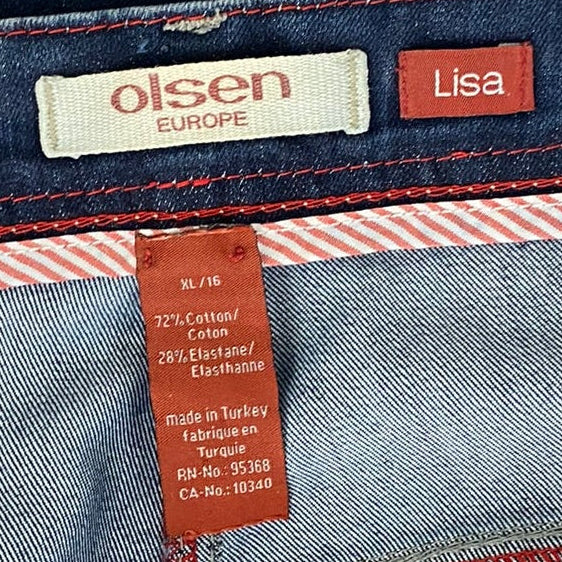 olsen
EUROPE
Lisa
XL/16
72% Cotton/
Coton
28% Elastane/
Elasthanne
made in Turkey
fabrique en
Turquie
RN-No.: 95368
CA-No.: 10340